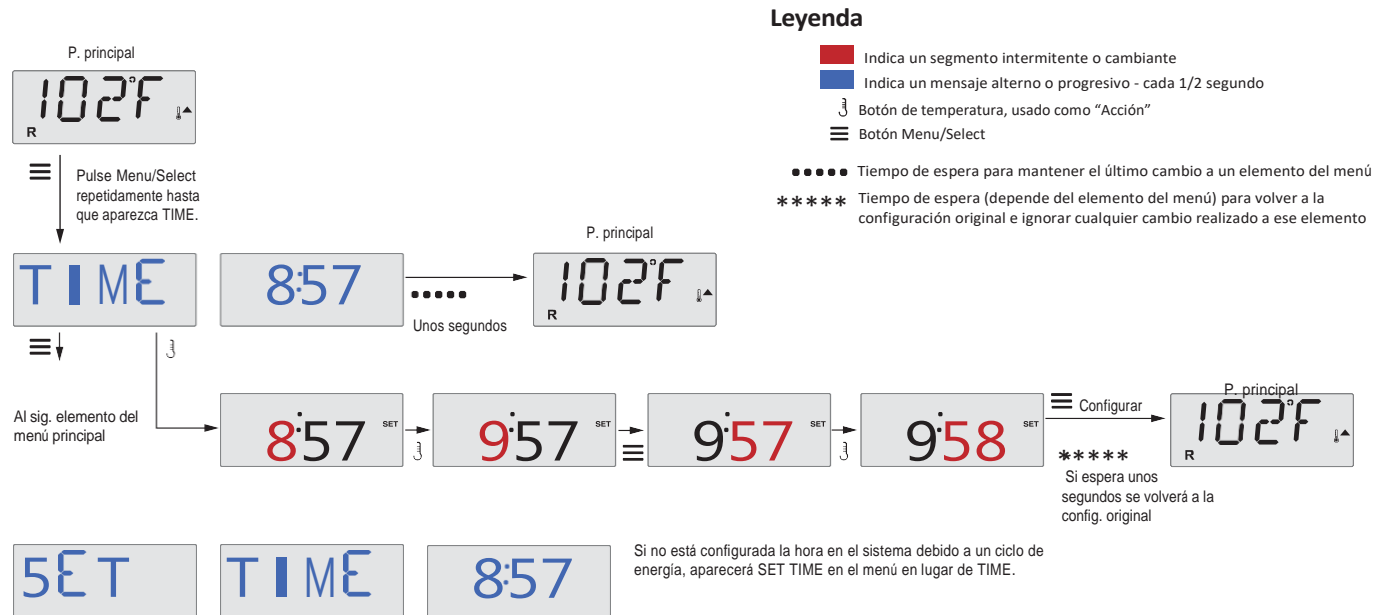 Leyenda
Indica un segmento intermitente o cambiante
Indica un mensaje alterno o progresivo - cada 1/2 segundo
Botón de temperatura, usado como “Acción”
Botón Menu/Select
Tiempo de espera para mantener el último cambio a un elemento del menú
***** Tiempo de espera (depende del elemento del menú) para volver a la
configuración original e ignorar cualquier cambio realizado a ese elemento
P. principal
102°F
R
Pulse Menu/Select
repetidamente hasta
que aparezca TIME.
TIME
8:57
Unos segundos
P. principal
102°F
R
Al sig. elemento del
menú principal
8:57 SET
9:57 SET
9:57 SET
9:58 SET
Configurar
*****
Si espera unos
segundos se volverá a la
config. original
P. principal
102°F
R
SET
TIME
8:57
Si no está configurada la hora en el sistema debido a un ciclo de
energía, aparecerá SET TIME en el menú en lugar de TIME.